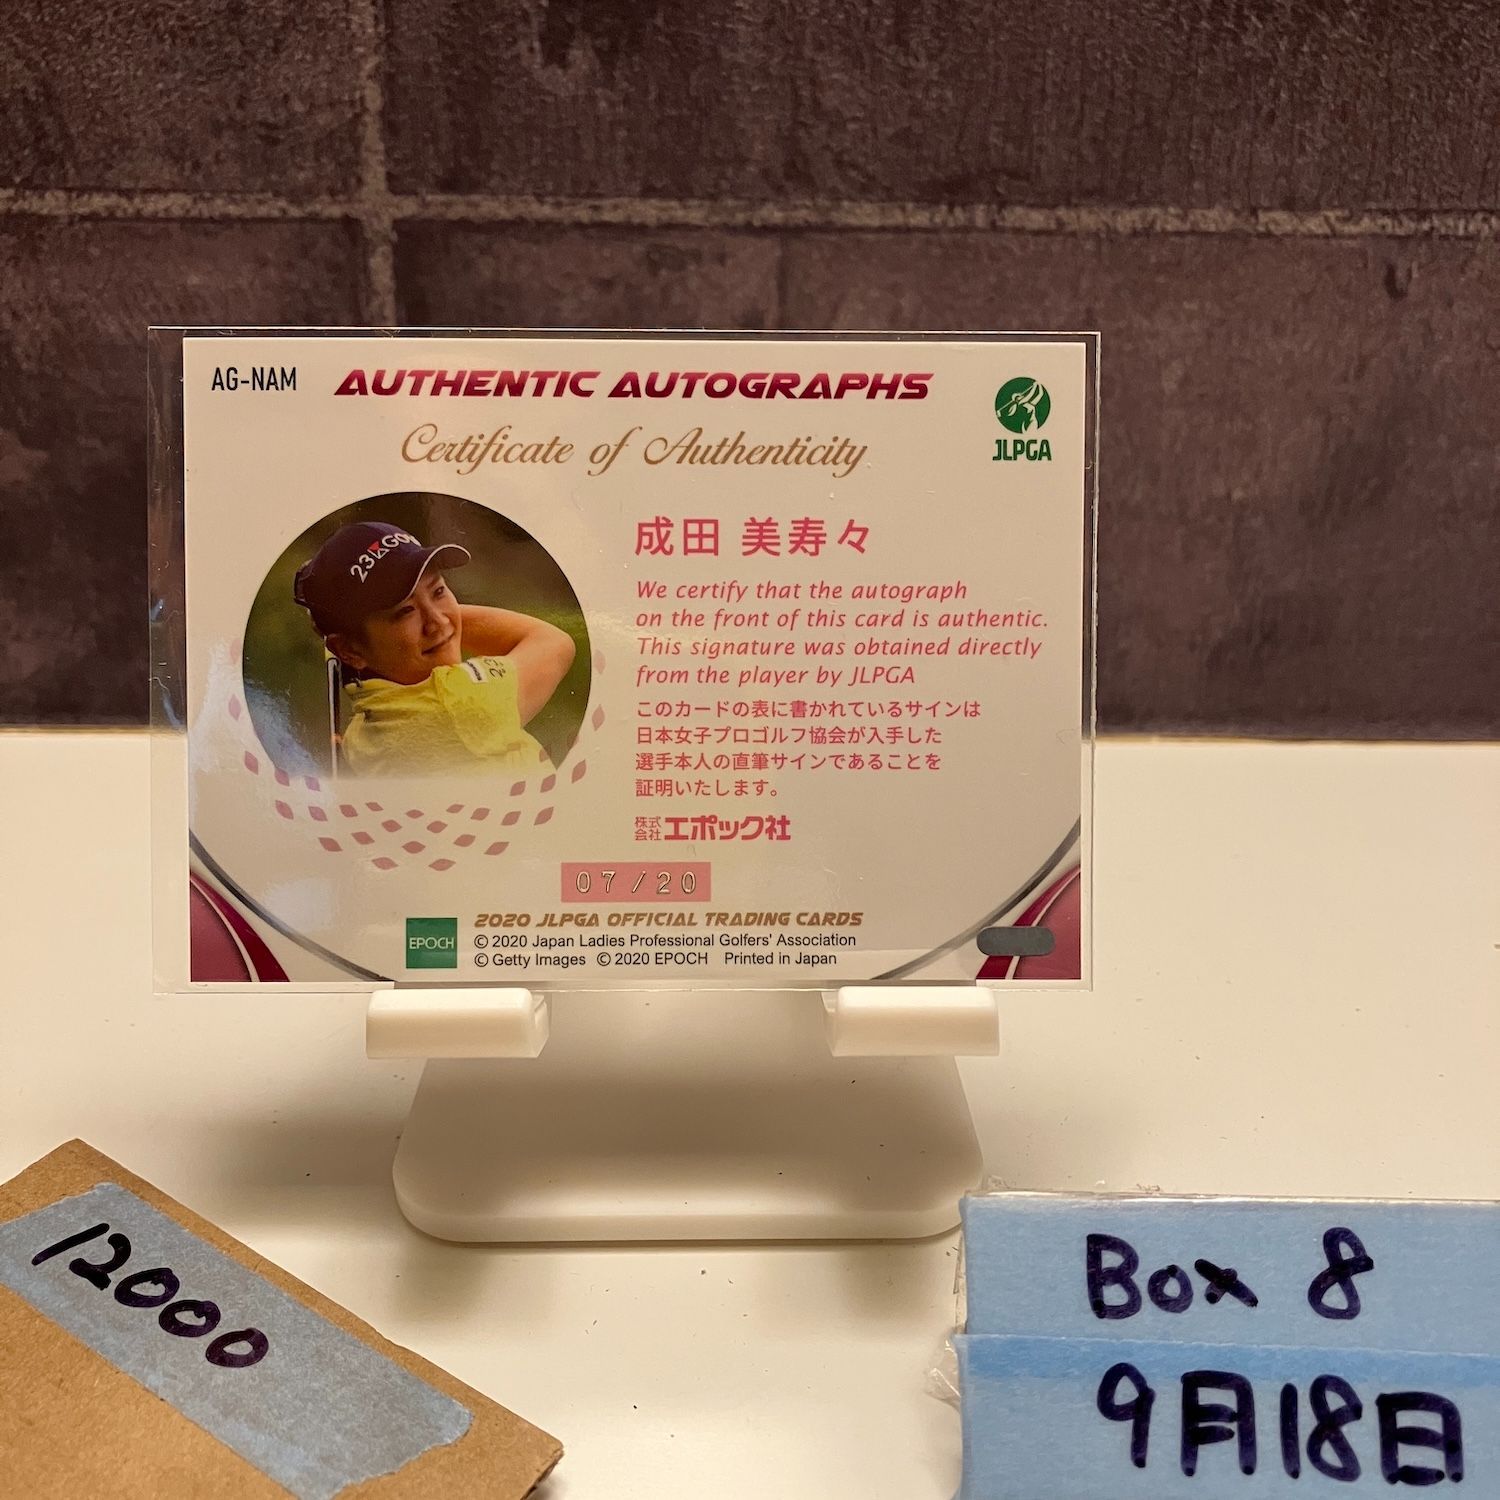 AG-NAM
AUTHENTIC AUTOGRAPHS
Certificate of Authenticity
JLPGA
23 GOLF
成田 美寿々
We certify that the autograph
on the front of this card is authentic.
This signature was obtained directly
from the player by JLPGA
このカードの表に書かれているサインは
日本女子プロゴルフ協会が入手した
選手本人の直筆サインであることを
証明いたします。
株式会社エポック社
07/20
EPOCH
2020 JLPGA OFFICIAL TRADING CARDS
© 2020 Japan Ladies Professional Golfers' Association
© Getty Images © 2020 EPOCH Printed in Japan
12000
Box 8
9月18日